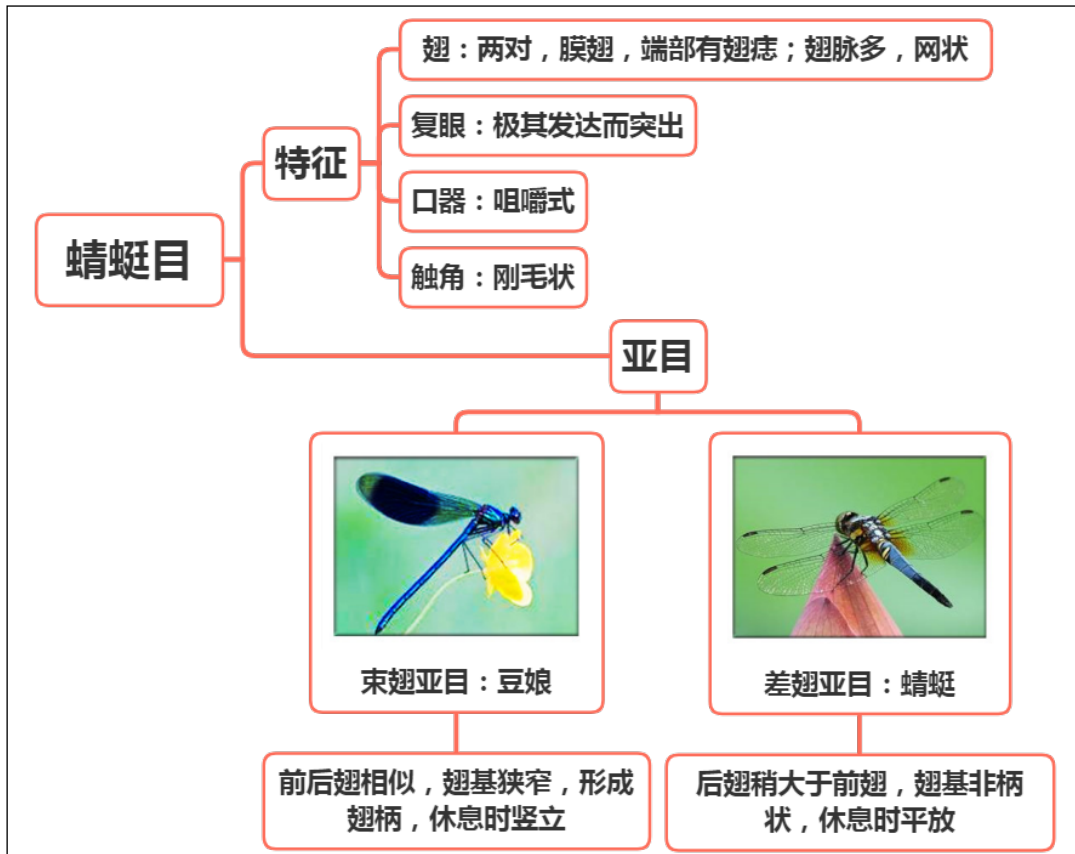 蜻蜓目
特征
翅：两对，膜翅，端部有翅痣；翅脉多，网状
复眼：极其发达而突出
口器：咀嚼式
触角：刚毛状
亚目
束翅亚目：豆娘
差翅亚目：蜻蜓
前后翅相似，翅基狭窄，形成
翅柄，休息时竖立
后翅稍大于前翅，翅基非柄
状，休息时平放